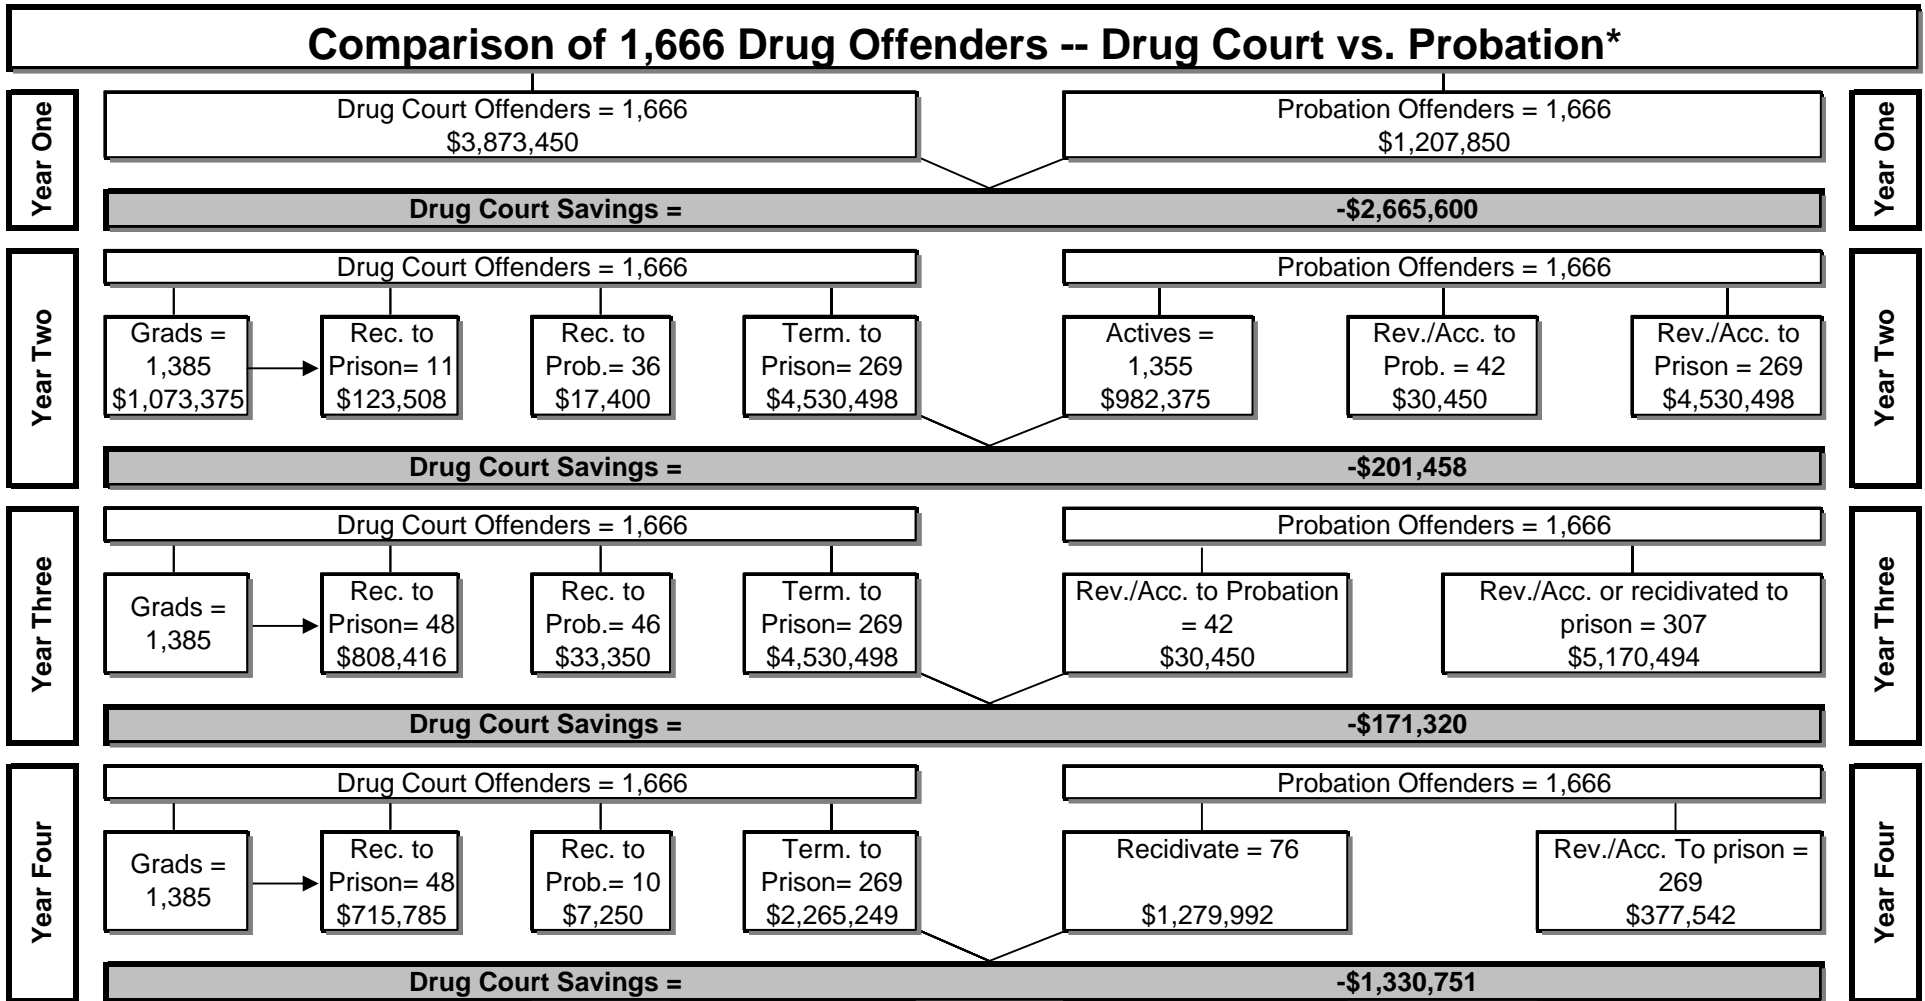 Comparison of 1,666 Drug Offenders -- Drug Court vs. Probation*
Year One
Drug Court Offenders = 1,666
$3,873,450
Probation Offenders = 1,666
$1,207,850
Year One
Drug Court Savings =
-$2,665,600
Year Two
Drug Court Offenders = 1,666
Probation Offenders = 1,666
Year Two
Grads =
1,385
$1,073,375
Rec. to
Prison= 11
$123,508
Rec. to
Prob.= 36
$17,400
Term. to
Prison= 269
$4,530,498
Actives =
1,355
$982,375
Rev./Acc. to
Prob. = 42
$30,450
Rev./Acc. to
Prison = 269
$4,530,498
Drug Court Savings =
-$201,458
Year Three
Drug Court Offenders = 1,666
Probation Offenders = 1,666
Year Three
Grads =
1,385
Rec. to
Prison= 48
$808,416
Rec. to
Prob.= 46
$33,350
Term. to
Prison= 269
$4,530,498
Rev./Acc. to Probation
= 42
$30,450
Rev./Acc. or recidivated to
prison = 307
$5,170,494
Drug Court Savings =
-$171,320
Year Four
Drug Court Offenders = 1,666
Probation Offenders = 1,666
Year Four
Grads =
1,385
Rec. to
Prison= 48
$715,785
Rec. to
Prob.= 10
$7,250
Term. to
Prison= 269
$2,265,249
Recidivate = 76
$1,279,992
Rev./Acc. To prison =
269
$377,542
Drug Court Savings =
-$1,330,751